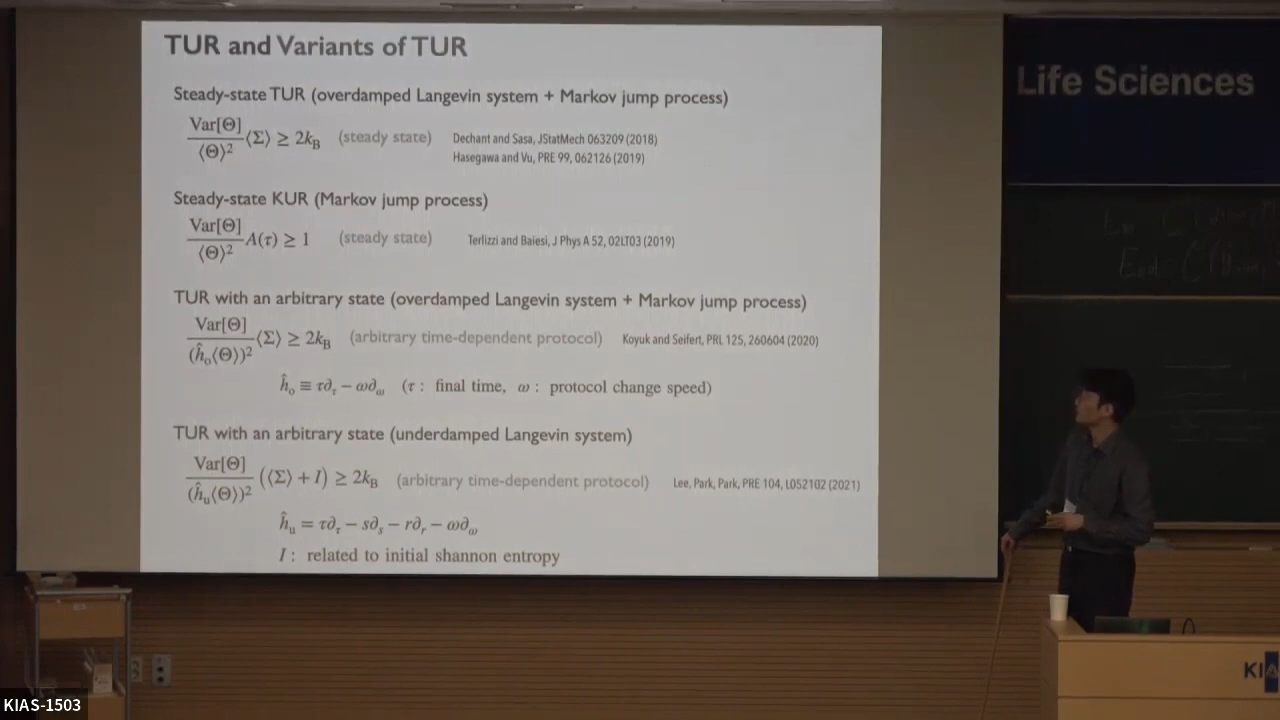 TUR and Variants of TUR
Steady-state TUR (overdamped Langevin system + Markov jump process)
Var[Θ]/⟨Θ⟩² ⟨Σ⟩ ≥ 2k_B (steady state) Dechant and Sasa, JStatMech 063209 (2018)
Hasegawa and Vu, PRE 99, 062126 (2019)
Steady-state KUR (Markov jump process)
Var[Θ]/⟨Θ⟩² A(τ) ≥ 1 (steady state) Terlizzi and Baiesi, J Phys A 52, 02LT03 (2019)
TUR with an arbitrary state (overdamped Langevin system + Markov jump process)
Var[Θ]/(ĥ_o⟨Θ⟩)² ⟨Σ⟩ ≥ 2k_B (arbitrary time-dependent protocol) Koyuk and Seifert, PRL 125, 260604 (2020)
ĥ_o ≡ τ∂_τ − ω∂_ω (τ : final time, ω : protocol change speed)
TUR with an arbitrary state (underdamped Langevin system)
Var[Θ]/(ĥ_u⟨Θ⟩)² (⟨Σ⟩ + I) ≥ 2k_B (arbitrary time-dependent protocol) Lee, Park, Park, PRE 104, L052102 (2021)
ĥ_u = τ∂_τ − s∂_s − r∂_r − ω∂_ω
I : related to initial shannon entropy
Life Sciences
KIAS-1503